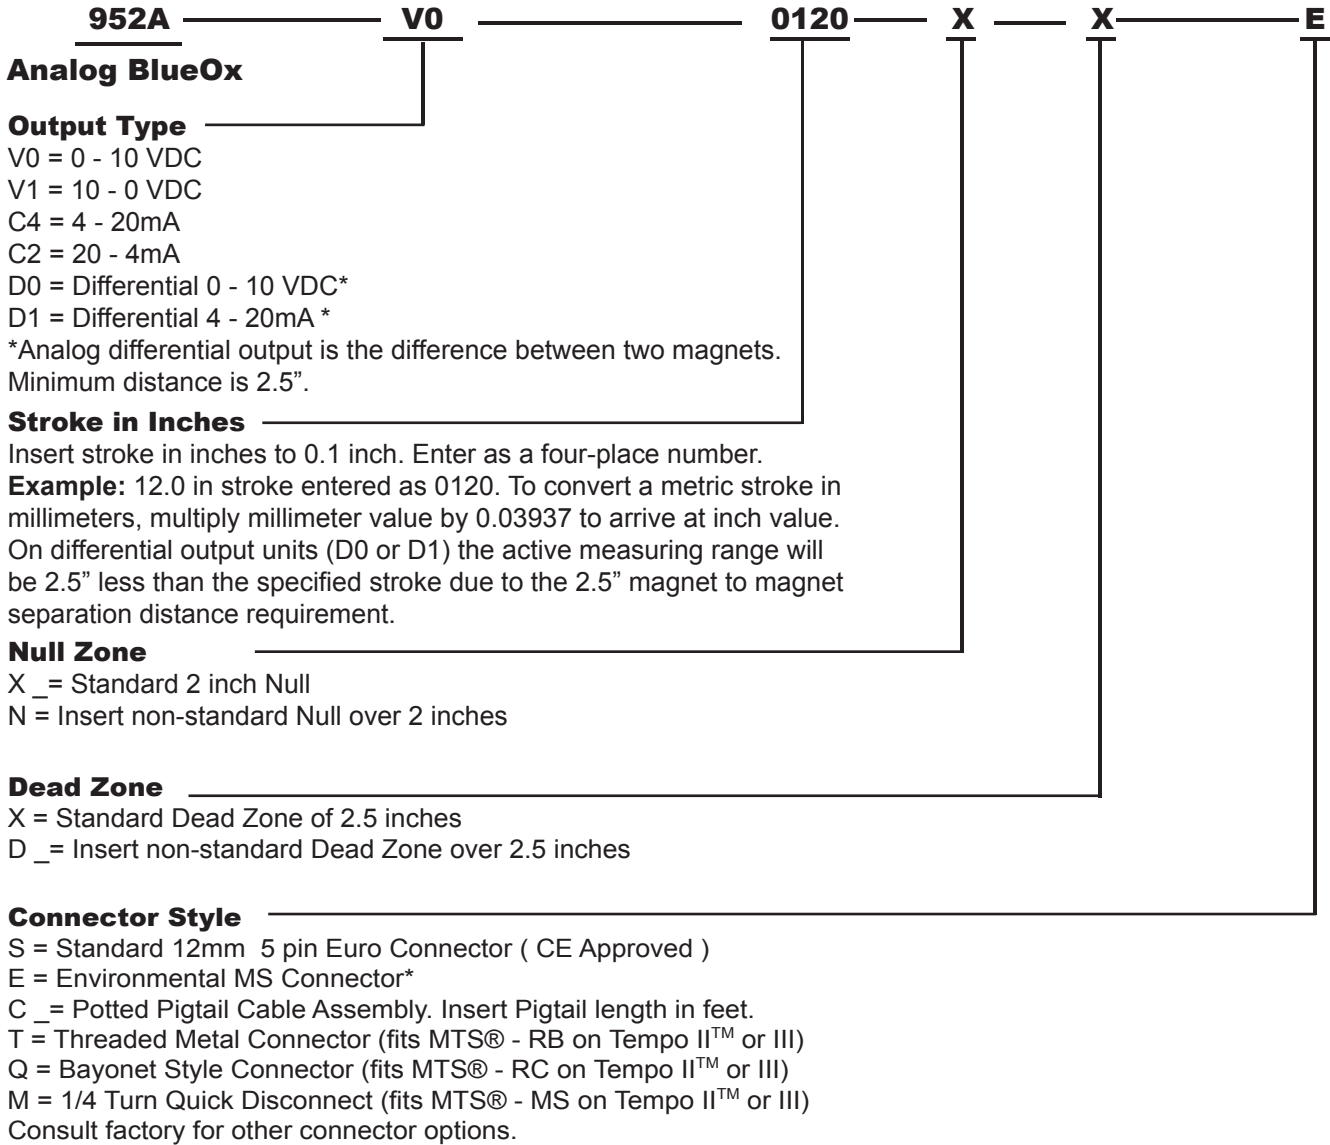 952A V0 0120 X X E
Analog BlueOx
Output Type
V0 = 0 - 10 VDC
V1 = 10 - 0 VDC
C4 = 4 - 20mA
C2 = 20 - 4mA
D0 = Differential 0 - 10 VDC*
D1 = Differential 4 - 20mA *
*Analog differential output is the difference between two magnets.
Minimum distance is 2.5”.
Stroke in Inches
Insert stroke in inches to 0.1 inch. Enter as a four-place number.
Example: 12.0 in stroke entered as 0120. To convert a metric stroke in
millimeters, multiply millimeter value by 0.03937 to arrive at inch value.
On differential output units (D0 or D1) the active measuring range will
be 2.5” less than the specified stroke due to the 2.5” magnet to magnet
separation distance requirement.
Null Zone
X _= Standard 2 inch Null
N = Insert non-standard Null over 2 inches
Dead Zone
X = Standard Dead Zone of 2.5 inches
D _= Insert non-standard Dead Zone over 2.5 inches
Connector Style
S = Standard 12mm  5 pin Euro Connector ( CE Approved )
E = Environmental MS Connector*
C _= Potted Pigtail Cable Assembly. Insert Pigtail length in feet.
T = Threaded Metal Connector (fits MTS® - RB on Tempo II™ or III)
Q = Bayonet Style Connector (fits MTS® - RC on Tempo II™ or III)
M = 1/4 Turn Quick Disconnect (fits MTS® - MS on Tempo II™ or III)
Consult factory for other connector options.